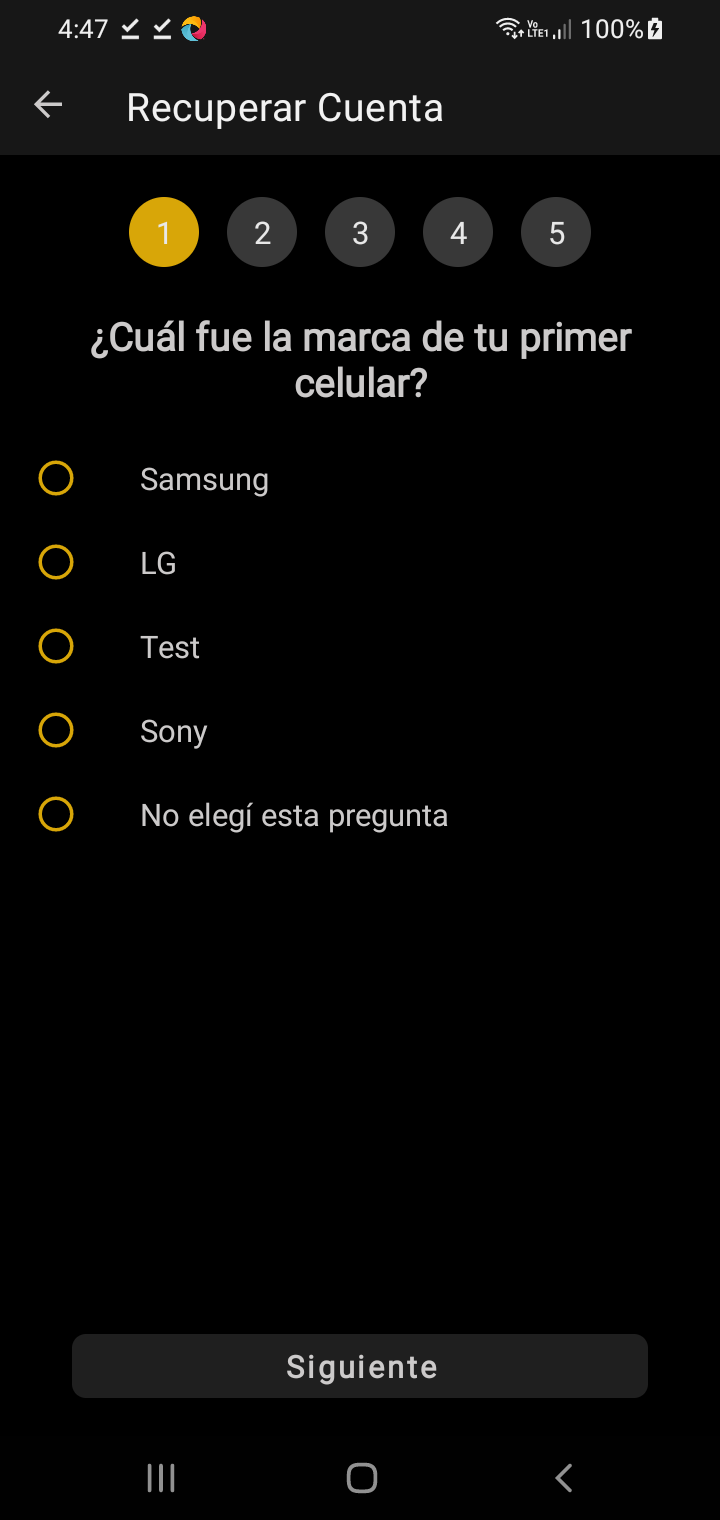 4:47
Vo
LTE1
100%
Recuperar Cuenta
1 2 3 4 5
¿Cuál fue la marca de tu primer
celular?
Samsung
LG
Test
Sony
No elegí esta pregunta
Siguiente